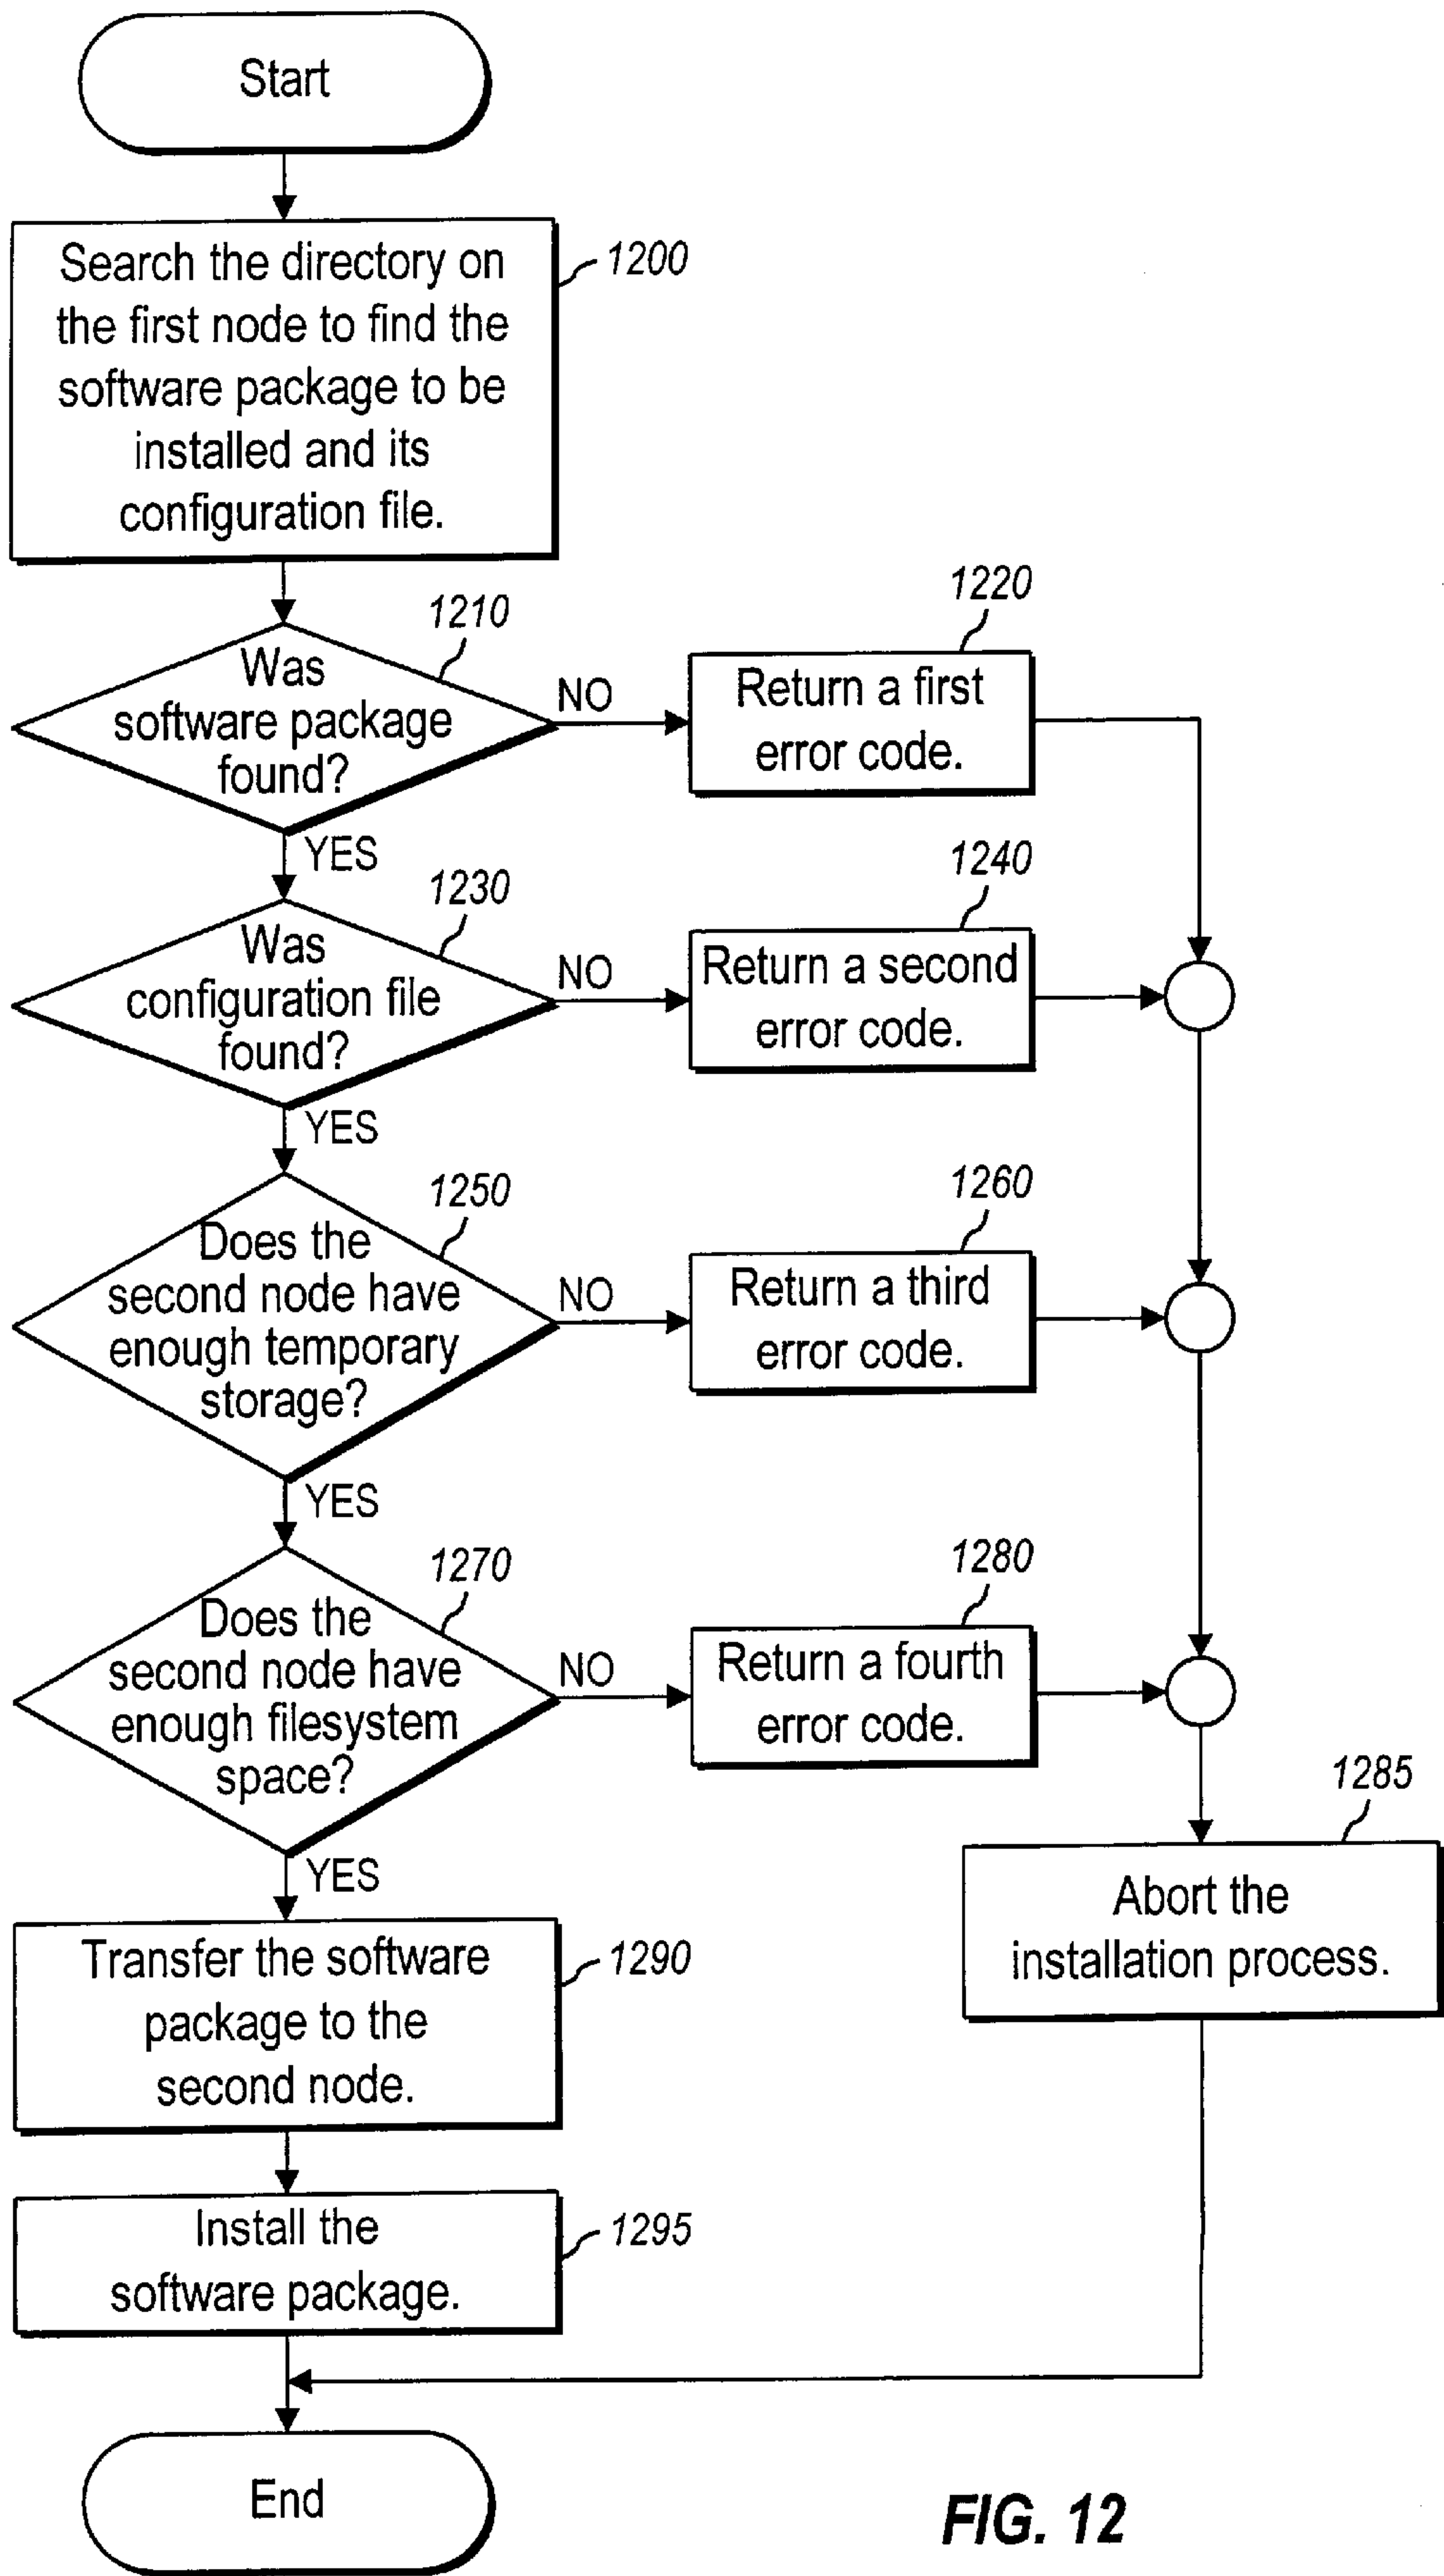 Start
Search the directory on
the first node to find the
software package to be
installed and its
configuration file.
1200
1210
Was
software package
found?
NO
1220
Return a first
error code.
YES
1230
Was
configuration file
found?
NO
1240
Return a second
error code.
YES
1250
Does the
second node have
enough temporary
storage?
NO
1260
Return a third
error code.
YES
1270
Does the
second node have
enough filesystem
space?
NO
1280
Return a fourth
error code.
YES
1285
Abort the
installation process.
Transfer the software
package to the
second node.
1290
Install the
software package.
1295
End
FIG. 12